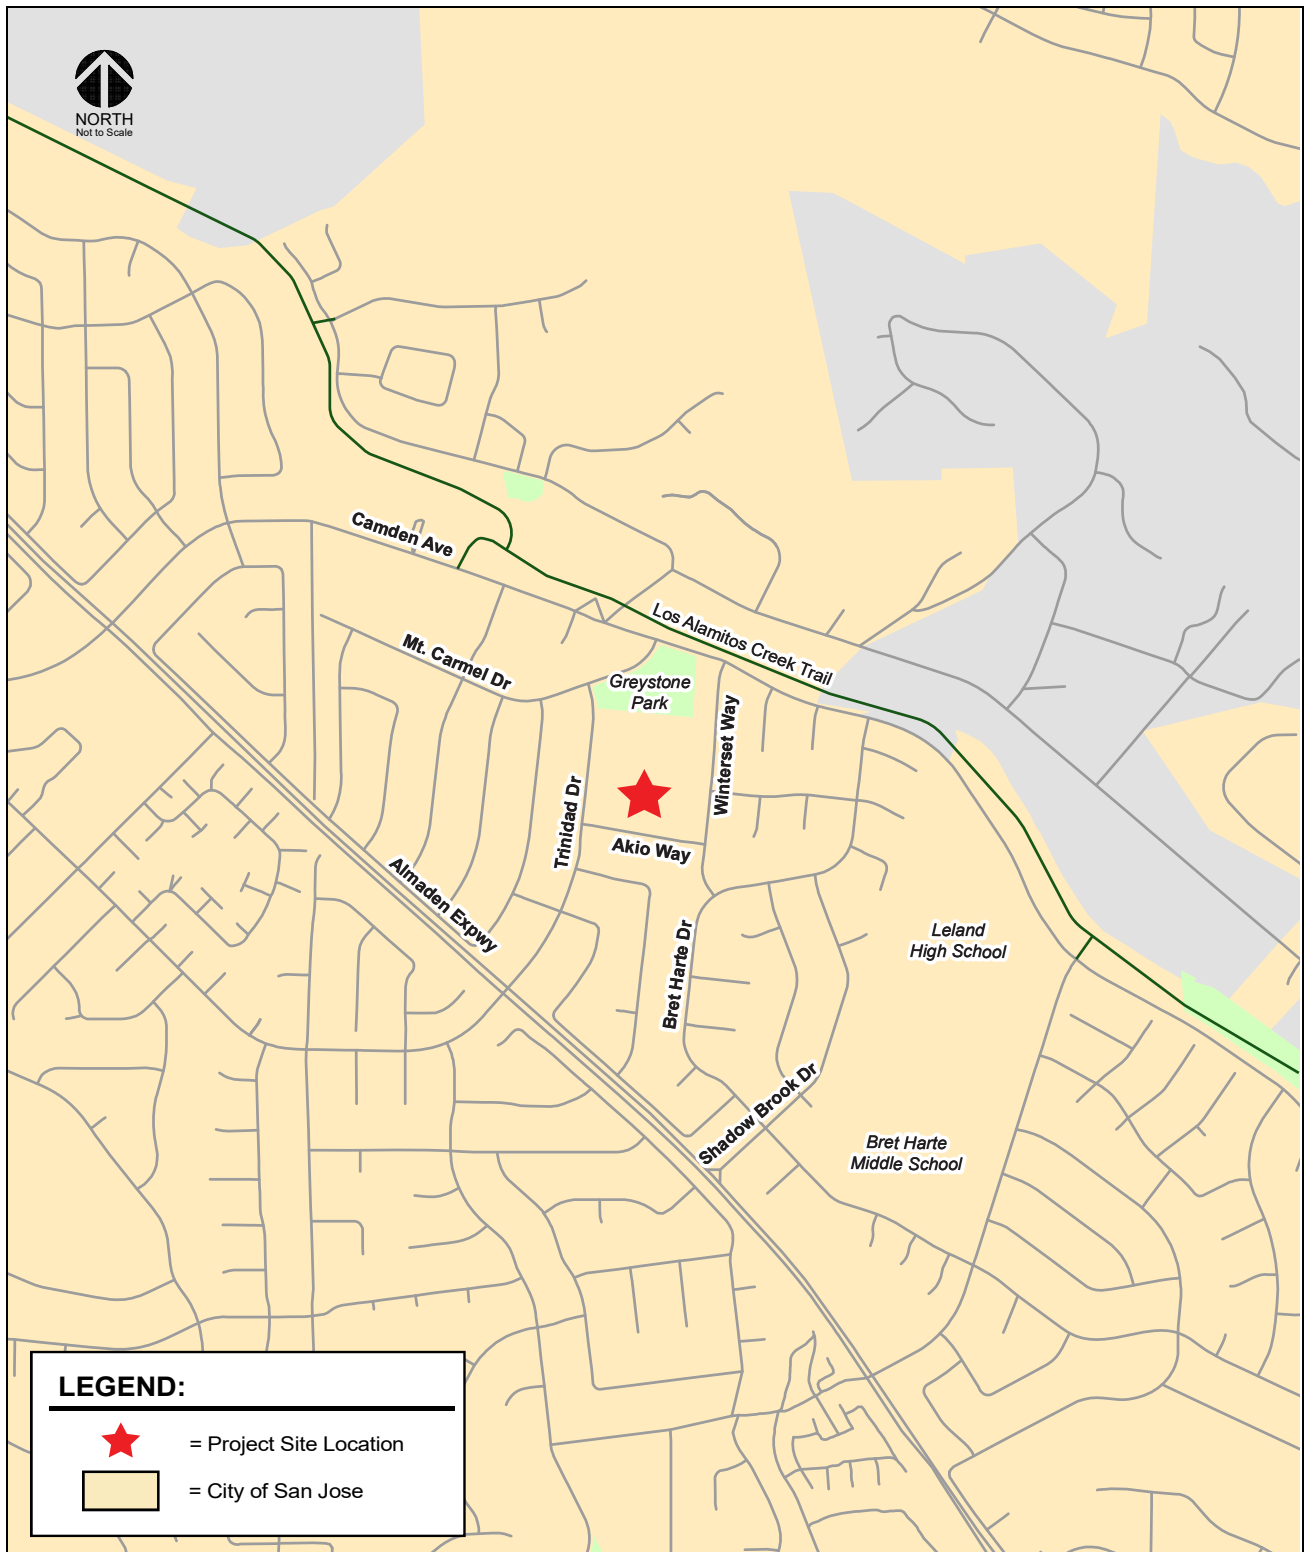 NORTH
Not to Scale
Camden Ave
Los Alamitos Creek Trail
Mt. Carmel Dr
Greystone
Park
Winterset Way
Trinidad Dr
Akio Way
Almaden Expwy
Leland
High School
Bret Harte Dr
Shadow Brook Dr
Bret Harte
Middle School
LEGEND:
= Project Site Location
= City of San Jose